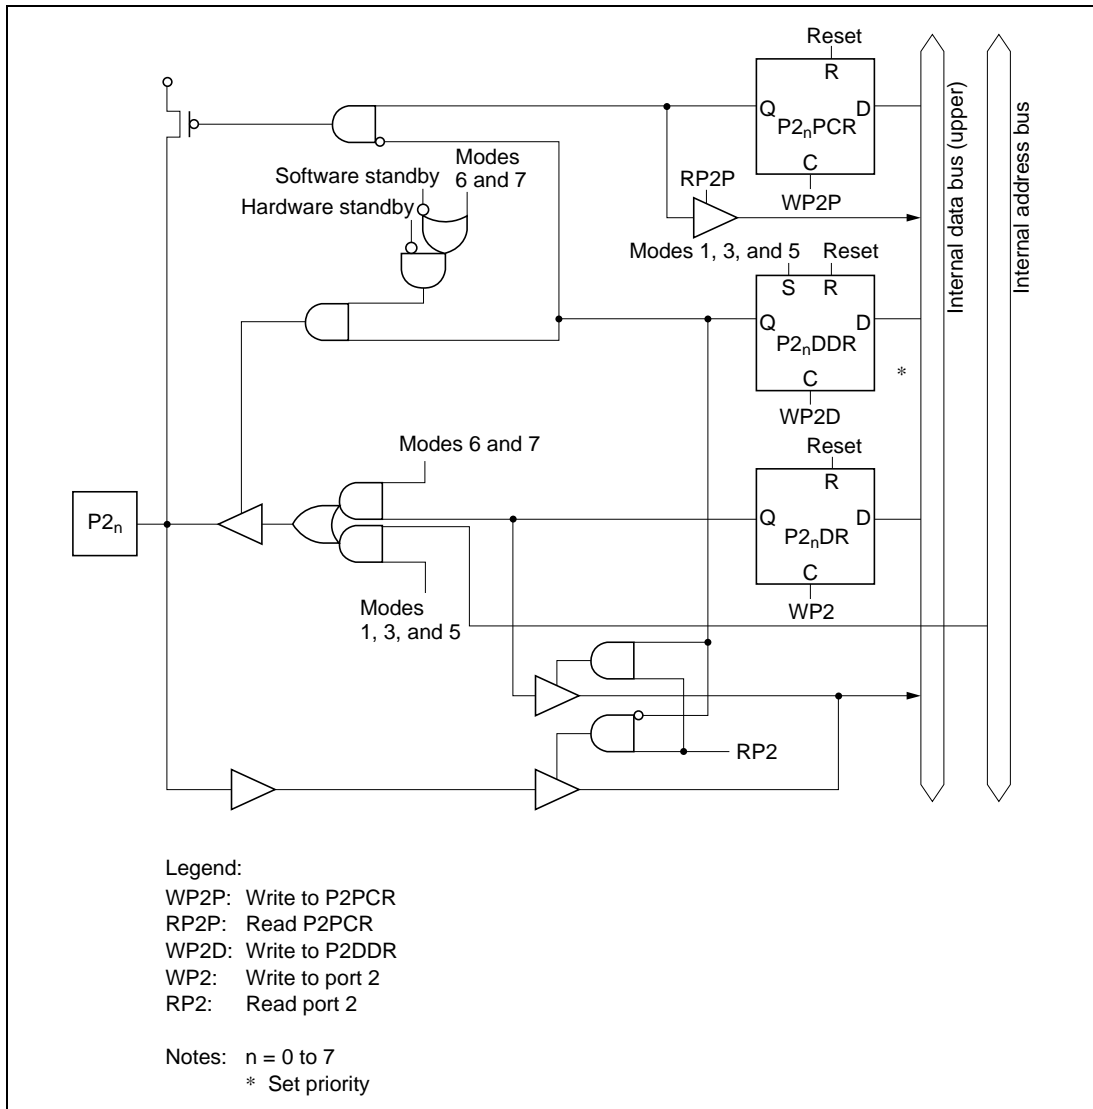 Reset
R
Q
D
P2nPCR
C
WP2P
RP2P
Modes
6 and 7
Software standby
Hardware standby
Modes 1, 3, and 5
Reset
S
R
Q
D
P2nDDR
C
WP2D
*
Internal data bus (upper)
Internal address bus
Modes 6 and 7
Reset
R
Q
D
P2nDR
C
WP2
P2n
Modes
1, 3, and 5
RP2
Legend:
WP2P: Write to P2PCR
RP2P: Read P2PCR
WP2D: Write to P2DDR
WP2: Write to port 2
RP2: Read port 2
Notes: n = 0 to 7
* Set priority